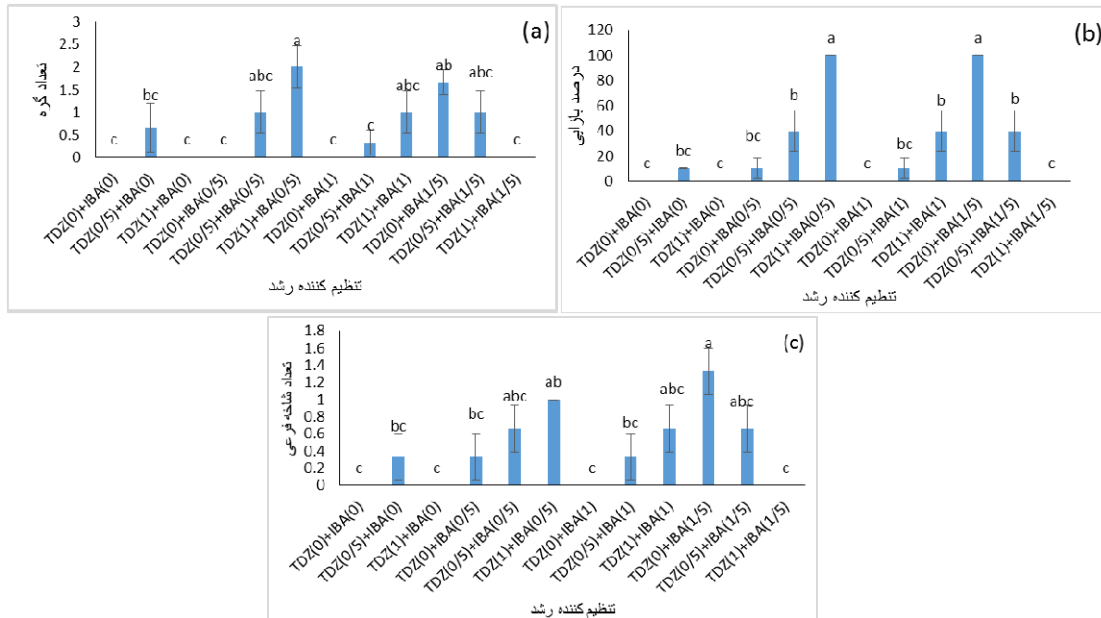 (a)
تعداد گره
3
2.5
2
1.5
1
0.5
0
c
bc
c
c
abc
a
c
c
abc
ab
abc
c
TDZ(0)+IBA(0)
TDZ(0/5)+IBA(0)
TDZ(1)+IBA(0)
TDZ(0)+IBA(0/5)
TDZ(0/5)+IBA(0/5)
TDZ(1)+IBA(0/5)
TDZ(0)+IBA(1)
TDZ(0/5)+IBA(1)
TDZ(1)+IBA(1)
TDZ(0)+IBA(1/5)
TDZ(0/5)+IBA(1/5)
TDZ(1)+IBA(1/5)
تنظیم کننده رشد
(b)
درصد باززایی
120
100
80
60
40
20
0
c
bc
c
bc
b
a
c
bc
b
a
b
c
TDZ(0)+IBA(0)
TDZ(0/5)+IBA(0)
TDZ(1)+IBA(0)
TDZ(0)+IBA(0/5)
TDZ(0/5)+IBA(0/5)
TDZ(1)+IBA(0/5)
TDZ(0)+IBA(1)
TDZ(0/5)+IBA(1)
TDZ(1)+IBA(1)
TDZ(0)+IBA(1/5)
TDZ(0/5)+IBA(1/5)
TDZ(1)+IBA(1/5)
تنظیم کننده رشد
(c)
تعداد شاخه فرعی
1.8
1.6
1.4
1.2
1
0.8
0.6
0.4
0.2
0
c
bc
c
bc
abc
ab
c
bc
abc
a
abc
c
TDZ(0)+IBA(0)
TDZ(0/5)+IBA(0)
TDZ(1)+IBA(0)
TDZ(0)+IBA(0/5)
TDZ(0/5)+IBA(0/5)
TDZ(1)+IBA(0/5)
TDZ(0)+IBA(1)
TDZ(0/5)+IBA(1)
TDZ(1)+IBA(1)
TDZ(0)+IBA(1/5)
TDZ(0/5)+IBA(1/5)
TDZ(1)+IBA(1/5)
تنظیم کننده رشد